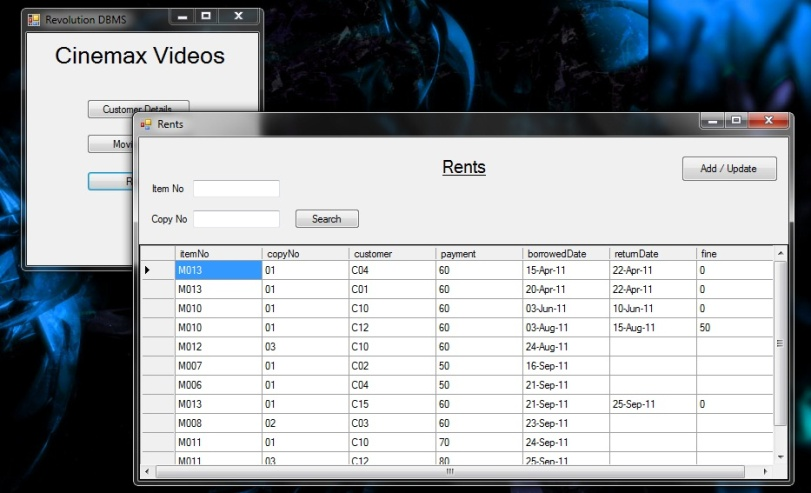 Revolution DBMS
Cinemax Videos
Customer Details
Rents
Rents
Add / Update
Item No
Copy No
Search
itemNo copyNo customer payment borrowedDate returnDate fine
M013 01 C04 60 15-Apr-11 22-Apr-11 0
M013 01 C01 60 20-Apr-11 22-Apr-11 0
M010 01 C10 60 03-Jun-11 10-Jun-11 0
M010 01 C12 60 03-Aug-11 15-Aug-11 50
M012 03 C10 60 24-Aug-11
M007 01 C02 50 16-Sep-11
M006 01 C04 50 21-Sep-11
M013 01 C15 60 21-Sep-11 25-Sep-11 0
M008 02 C03 60 23-Sep-11
M011 01 C10 70 24-Sep-11
M011 03 C12 80 25-Sep-11